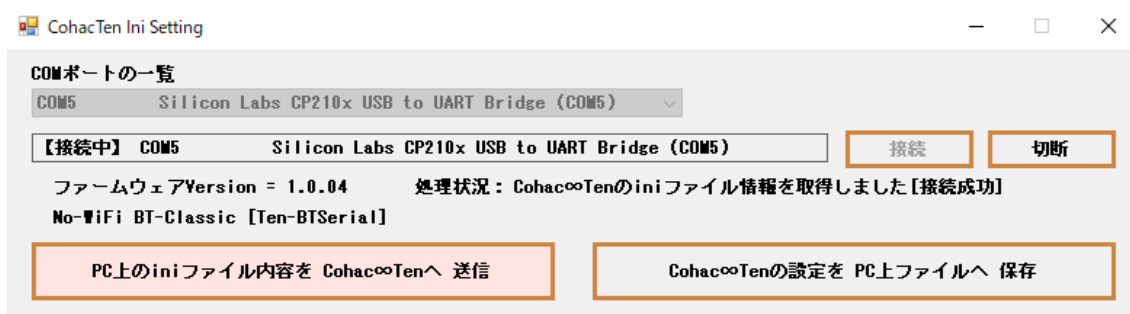 CohacTen Ini Setting
COMポートの一覧
COM5 Silicon Labs CP210x USB to UART Bridge (COM5)
【接続中】 COM5 Silicon Labs CP210x USB to UART Bridge (COM5) 接続 切断
ファームウェアVersion = 1.0.04 処理状況：Cohac∞Tenのiniファイル情報を取得しました[接続成功]
No-WiFi BT-Classic [Ten-BTSerial]
PC上のiniファイル内容を Cohac∞Tenへ 送信 Cohac∞Tenの設定を PC上ファイルへ 保存